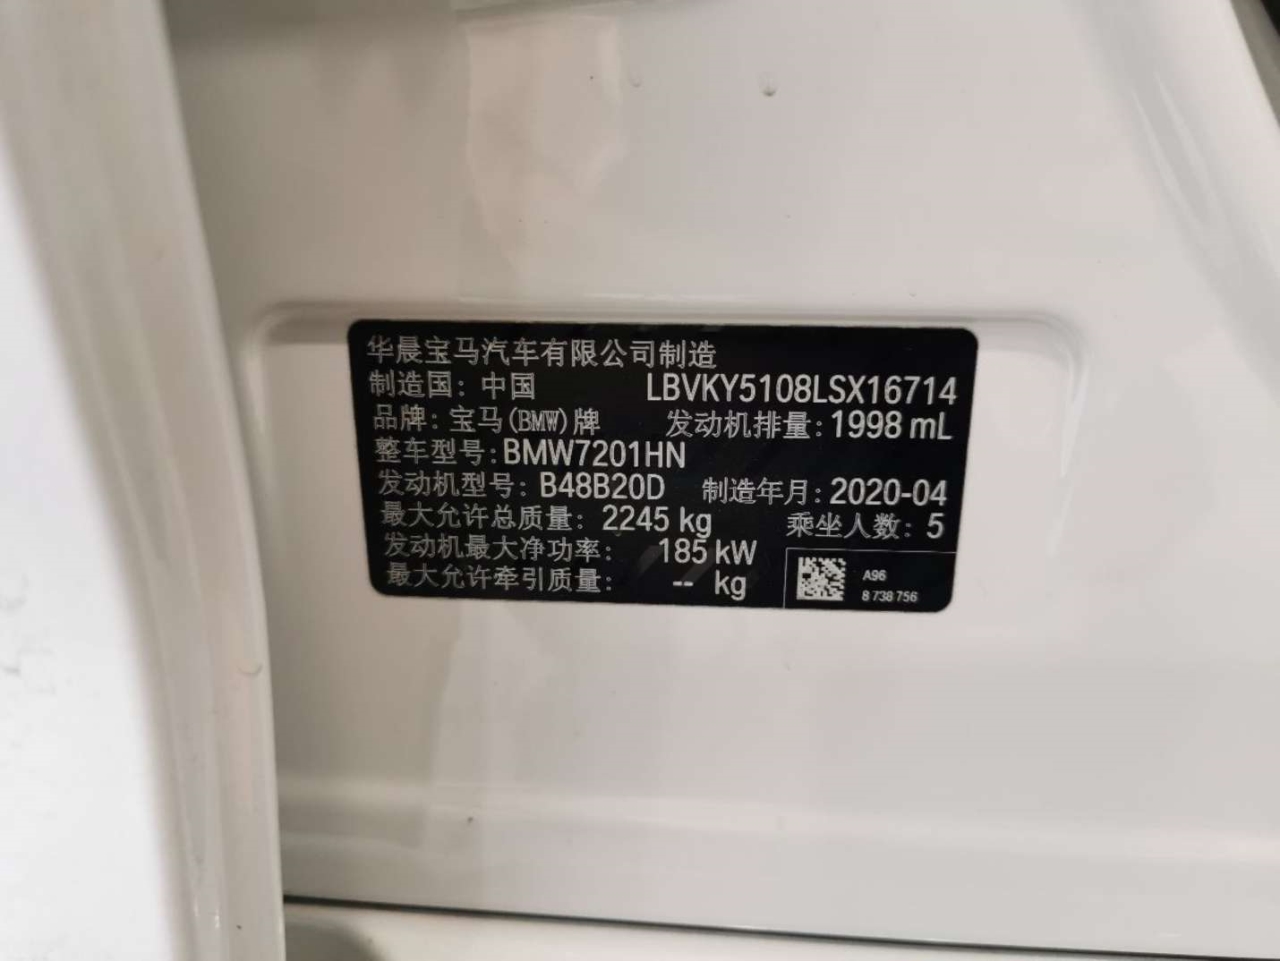 华晨宝马汽车有限公司制造
制造国：中国 LBVKY5108LSX16714
品牌：宝马(BMW)牌 发动机排量：1998 mL
整车型号：BMW7201HN
发动机型号：B48B20D 制造年月：2020-04
最大允许总质量：2245 kg 乘坐人数：5
发动机最大净功率：185 kW
最大允许牵引质量：-- kg
A96
8 738 756